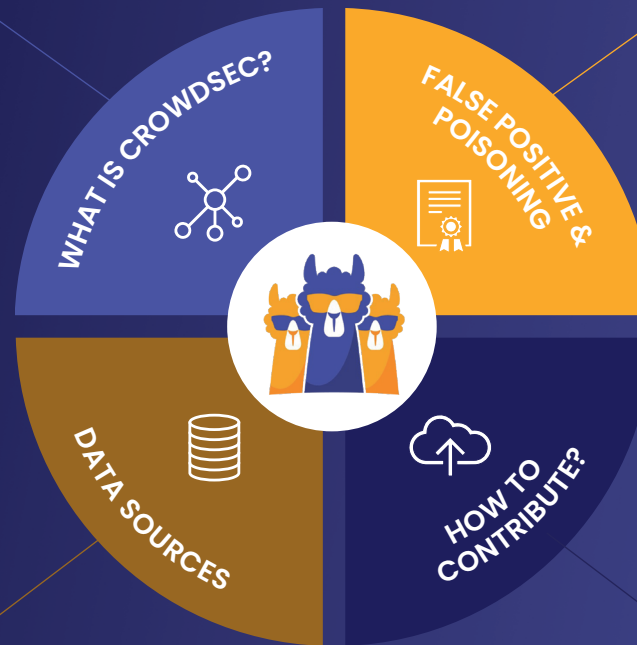 WHAT IS CROWDSEC?
FALSE POSITIVE &
POISONING
DATA SOURCES
HOW TO
CONTRIBUTE?